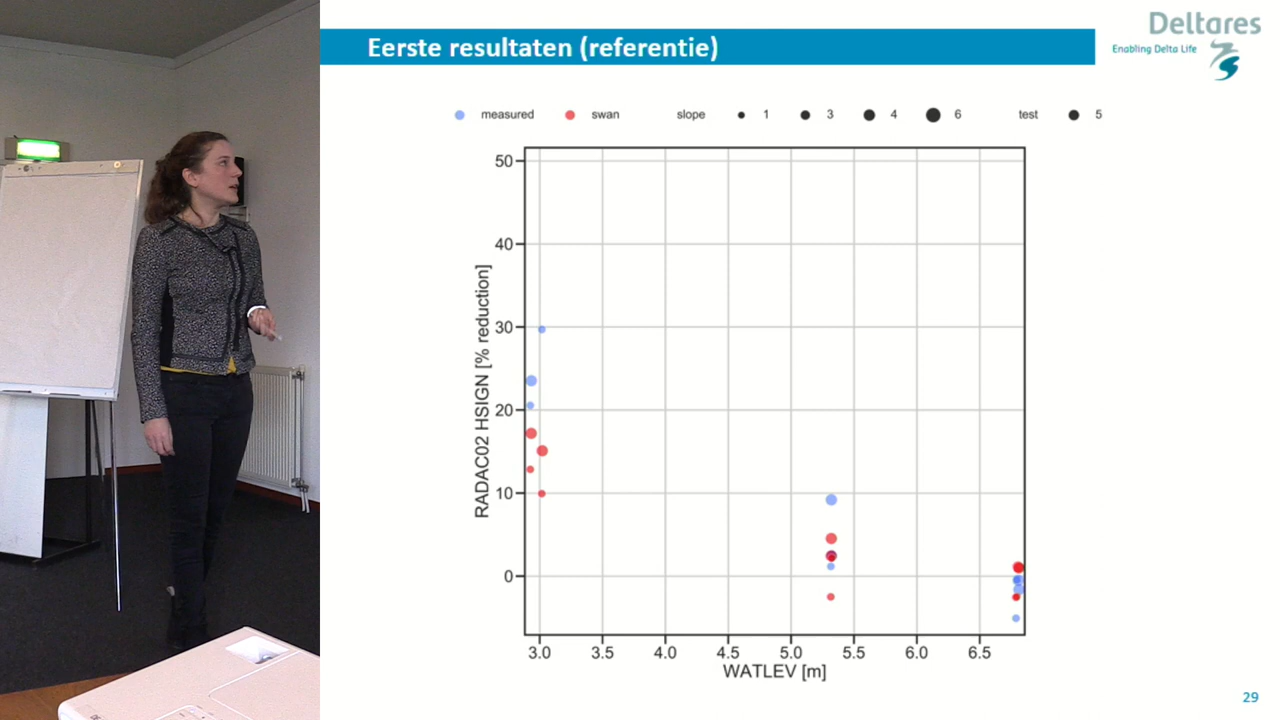 Eerste resultaten (referentie)
Deltares
Enabling Delta Life
measured swan slope 1 3 4 6 test 5
50
40
30
20
10
0
RADAC02 HSIGN [% reduction]
3.0 3.5 4.0 4.5 5.0 5.5 6.0 6.5
WATLEV [m]
29